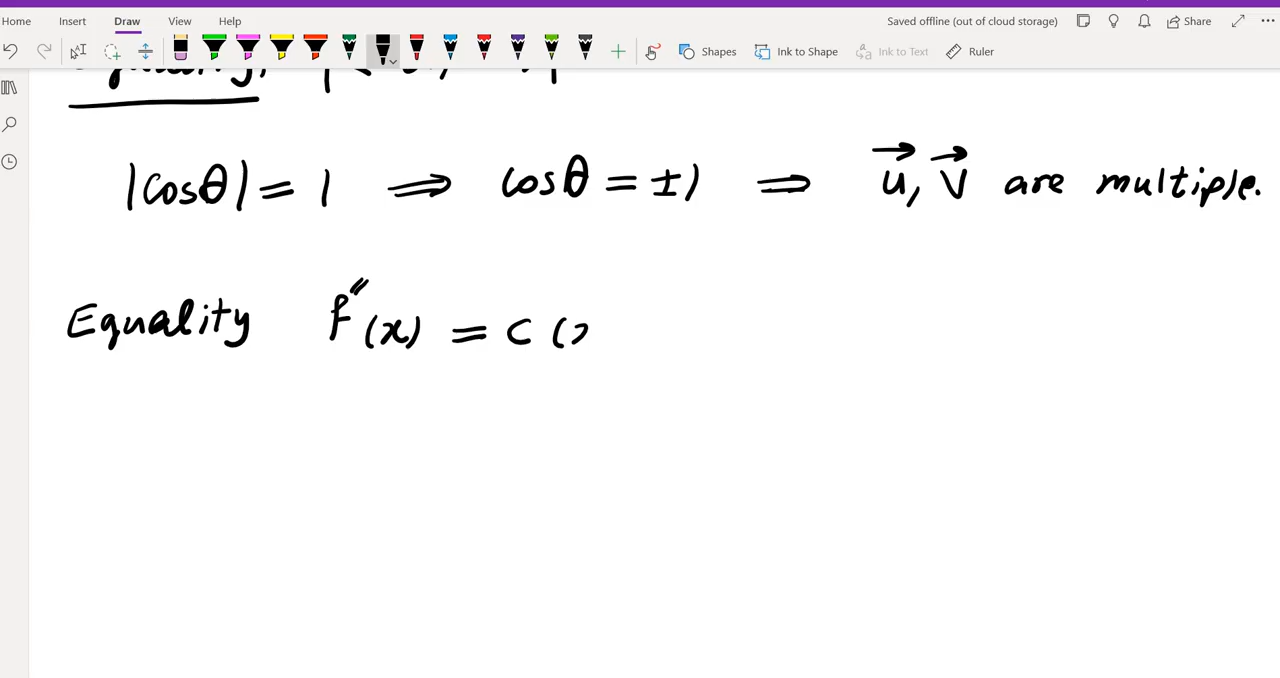 Home Insert Draw View Help Saved offline (out of cloud storage) Share
Shapes Ink to Shape Ink to Text Ruler
|cosθ| = 1 ⟹ cosθ = ±1 ⟹ u⃗, v⃗ are multiple.
Equality f''(x) = c (